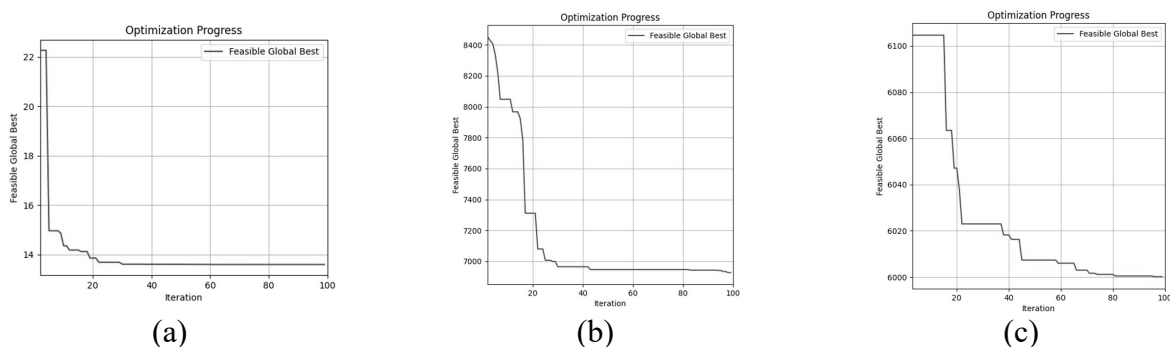 Optimization Progress
Feasible Global Best
Feasible Global Best
22
20
18
16
14
20
40
60
80
100
Iteration
(a)
Optimization Progress
Feasible Global Best
Feasible Global Best
8400
8200
8000
7800
7600
7400
7200
7000
20
40
60
80
100
Iteration
(b)
Optimization Progress
Feasible Global Best
Feasible Global Best
6100
6080
6060
6040
6020
6000
20
40
60
80
100
Iteration
(c)